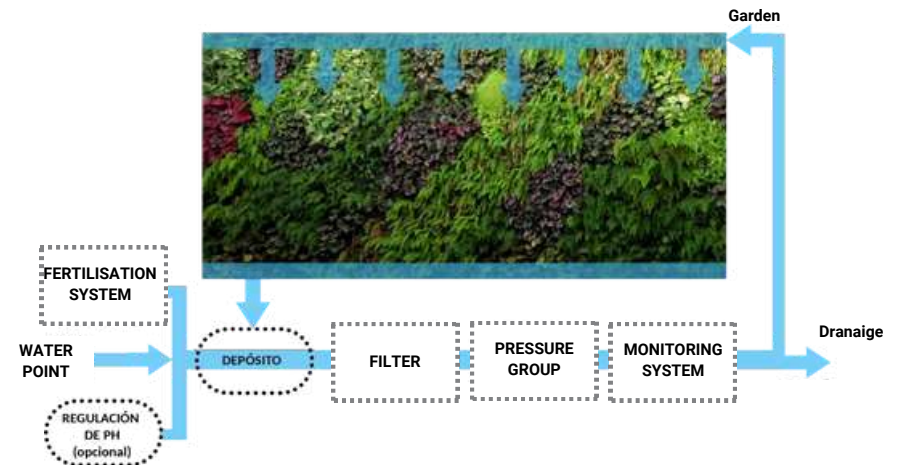 Garden
FERTILISATION
SYSTEM
WATER
POINT
DEPÓSITO
FILTER
PRESSURE
GROUP
MONITORING
SYSTEM
Dranaige
REGULACIÓN
DE PH
(opcional)